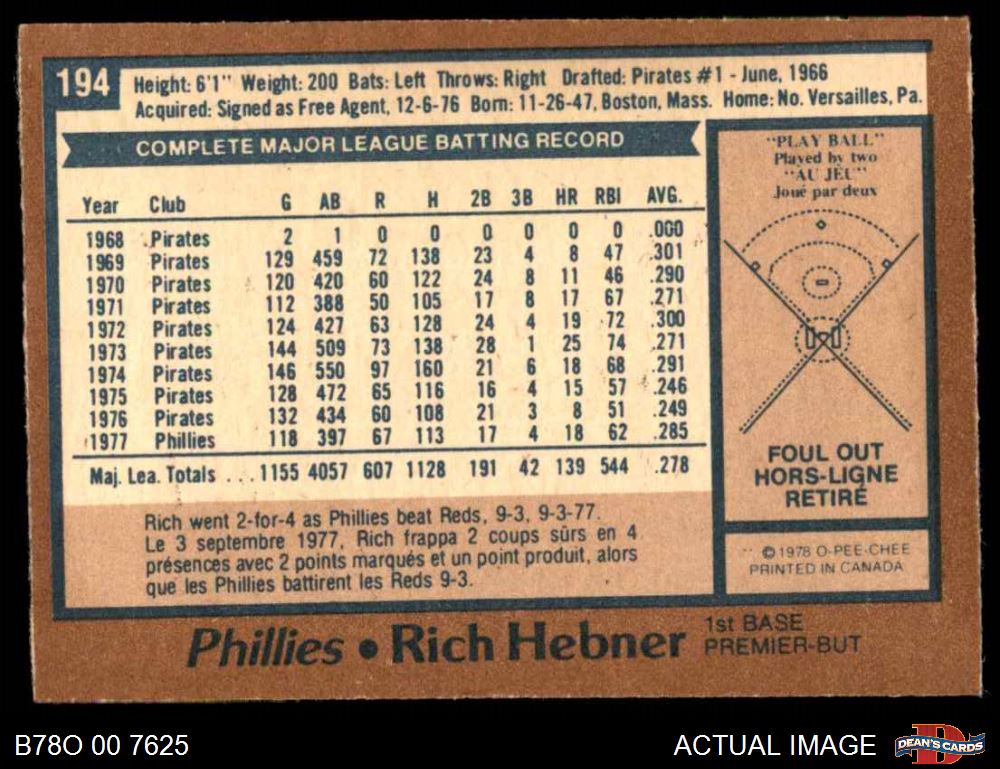 194
Height: 6'1" Weight: 200 Bats: Left Throws: Right Drafted: Pirates #1 - June, 1966
Acquired: Signed as Free Agent, 12-6-76 Born: 11-26-47, Boston, Mass. Home: No. Versailles, Pa.
COMPLETE MAJOR LEAGUE BATTING RECORD
Year Club G AB R H 2B 3B HR RBI AVG.
1968 Pirates 2 1 0 0 0 0 0 0 .000
1969 Pirates 129 459 72 138 23 4 8 47 .301
1970 Pirates 120 420 60 122 24 8 11 46 .290
1971 Pirates 112 388 50 105 17 8 17 67 .271
1972 Pirates 124 427 63 128 24 4 19 72 .300
1973 Pirates 144 509 73 138 28 1 25 74 .271
1974 Pirates 146 550 97 160 21 6 18 68 .291
1975 Pirates 128 472 65 116 16 4 15 57 .246
1976 Pirates 132 434 60 108 21 3 8 51 .249
1977 Phillies 118 397 67 113 17 4 18 62 .285
Maj. Lea. Totals ... 1155 4057 607 1128 191 42 139 544 .278
Rich went 2-for-4 as Phillies beat Reds, 9-3, 9-3-77.
Le 3 septembre 1977, Rich frappa 2 coups sûrs en 4
présences avec 2 points marqués et un point produit, alors
que les Phillies battirent les Reds 9-3.
"PLAY BALL"
Played by two
"AU JEU"
Joué par deux
FOUL OUT
HORS-LIGNE
RETIRÉ
© 1978 O-PEE-CHEE
PRINTED IN CANADA
Phillies • Rich Hebner
1st BASE
PREMIER-BUT
B78O 00 7625
ACTUAL IMAGE
D
DEAN'S CARDS